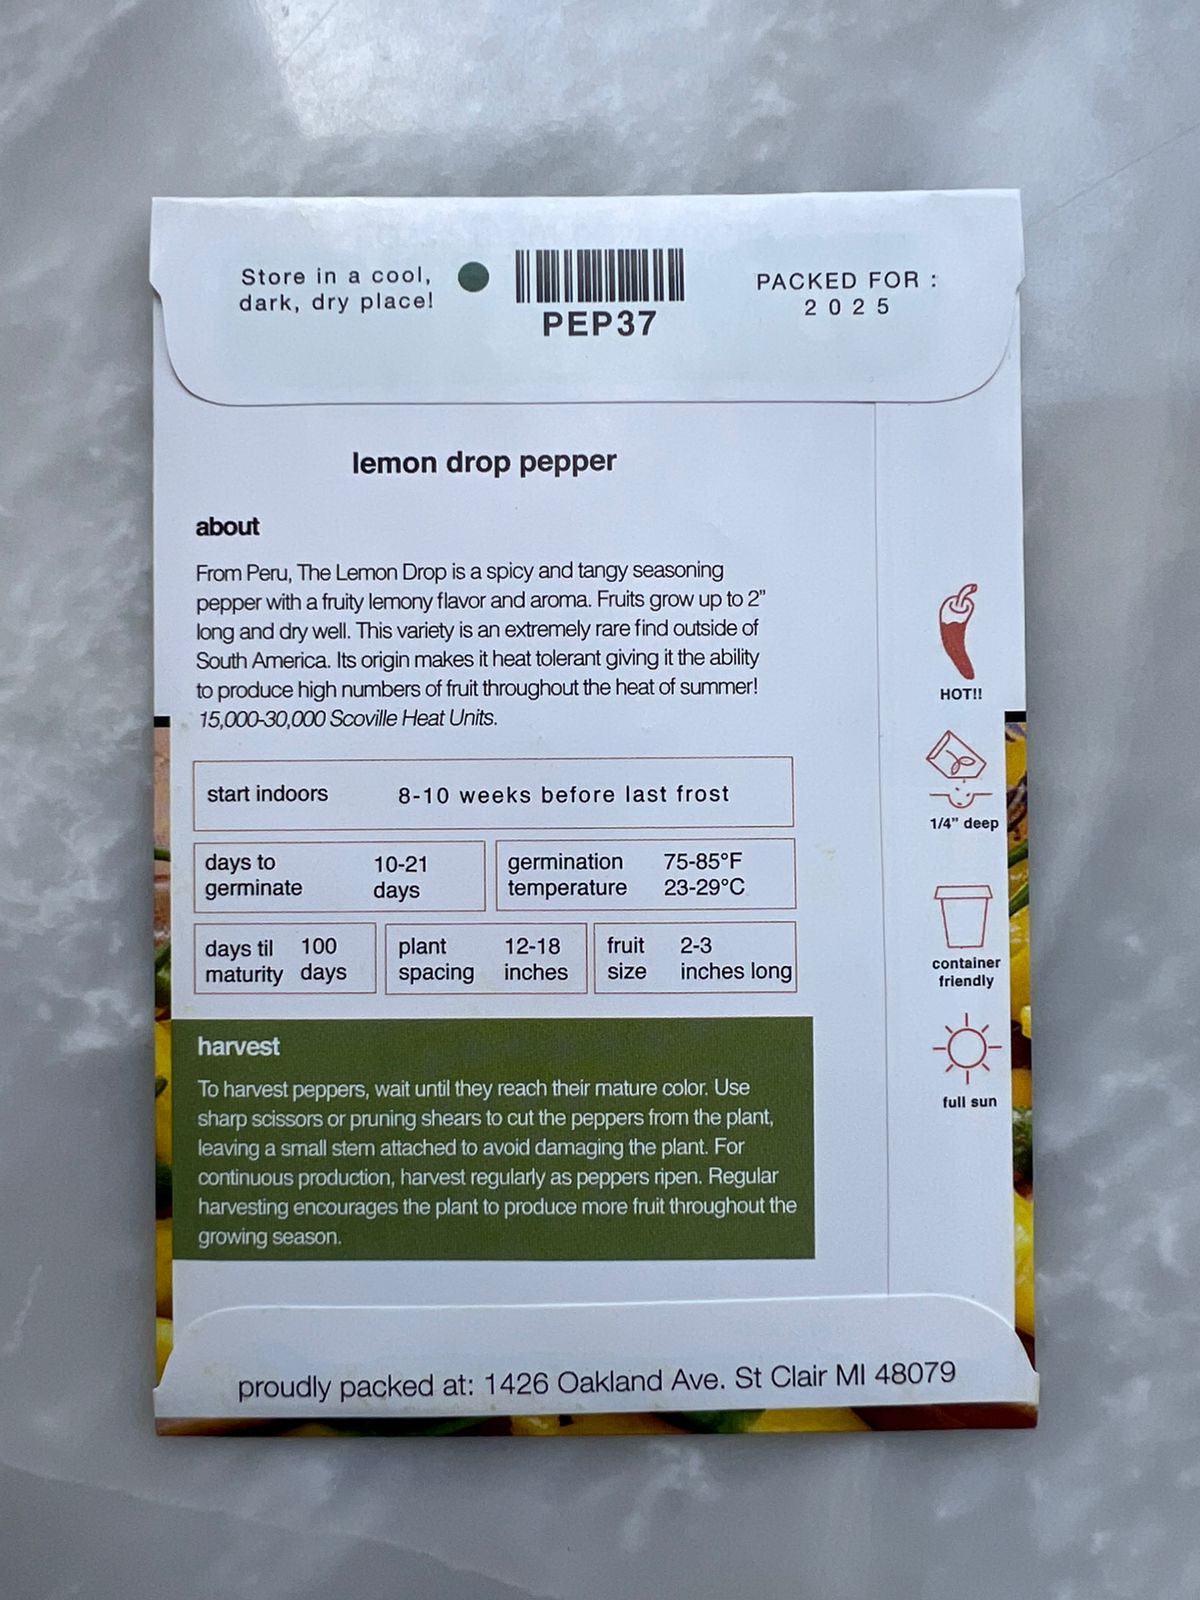 Store in a cool,
dark, dry place!
PEP37
PACKED FOR :
2025
lemon drop pepper
about
From Peru, The Lemon Drop is a spicy and tangy seasoning
pepper with a fruity lemony flavor and aroma. Fruits grow up to 2”
long and dry well. This variety is an extremely rare find outside of
South America. Its origin makes it heat tolerant giving it the ability
to produce high numbers of fruit throughout the heat of summer!
15,000-30,000 Scoville Heat Units.
start indoors 8-10 weeks before last frost
days to 10-21
germinate days
germination 75-85°F
temperature 23-29°C
days til 100
maturity days
plant 12-18
spacing inches
fruit 2-3
size inches long
HOT!!
1/4” deep
container
friendly
full sun
harvest
To harvest peppers, wait until they reach their mature color. Use
sharp scissors or pruning shears to cut the peppers from the plant,
leaving a small stem attached to avoid damaging the plant. For
continuous production, harvest regularly as peppers ripen. Regular
harvesting encourages the plant to produce more fruit throughout the
growing season.
proudly packed at: 1426 Oakland Ave. St Clair MI 48079